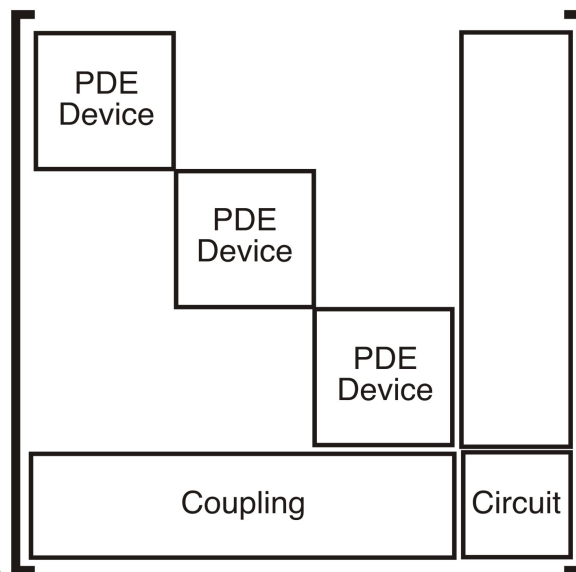 PDE
Device
PDE
Device
PDE
Device
Coupling
Circuit